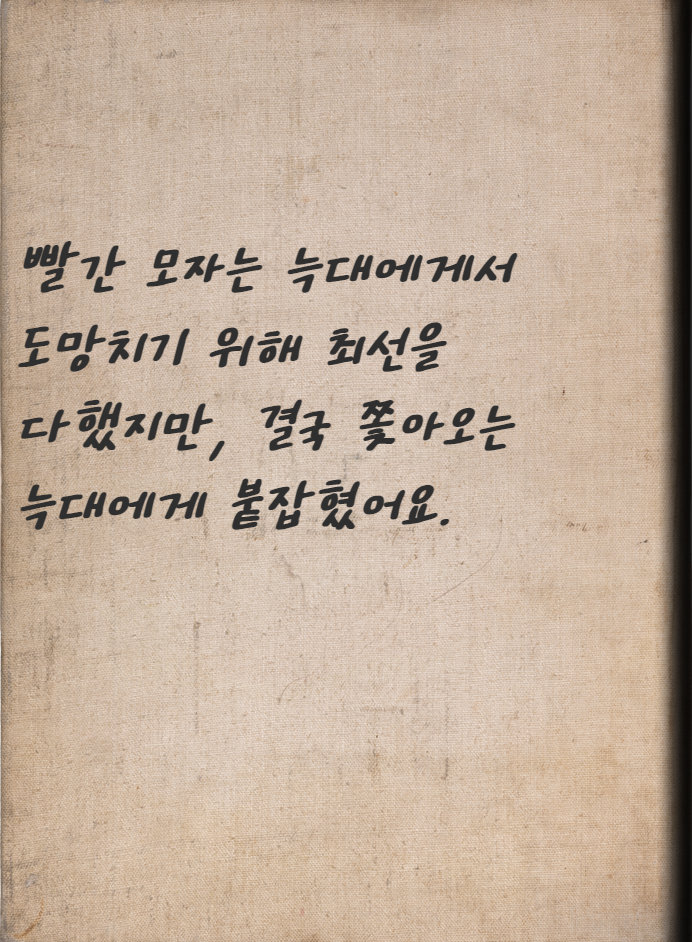 빨간 모자는 늑대에게서
도망치기 위해 최선을
다했지만, 결국 쫓아오는
늑대에게 붙잡혔어요.